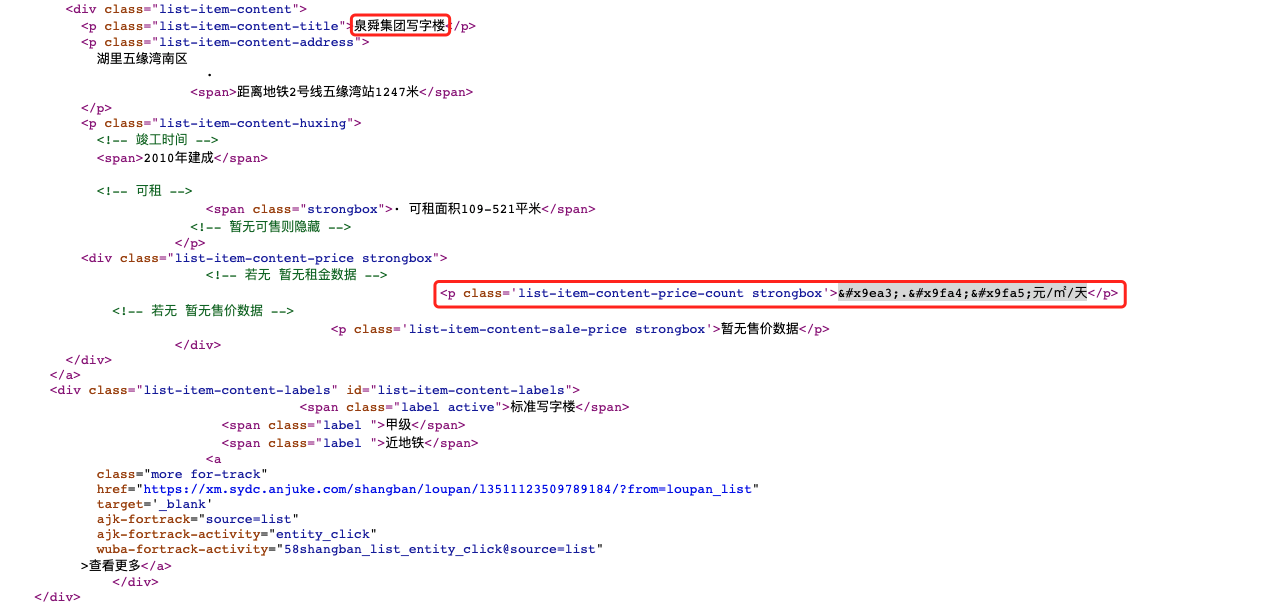 <div class="list-item-content">
<p class="list-item-content-title">泉舜集团写字楼</p>
<p class="list-item-content-address">
湖里五缘湾南区
·
<span>距离地铁2号线五缘湾站1247米</span>
</p>
<p class="list-item-content-huxing">
<!-- 竣工时间 -->
<span>2010年建成</span>
<!-- 可租 -->
<span class="strongbox">· 可租面积109-521平米</span>
<!-- 暂无可售则隐藏 -->
</p>
<div class="list-item-content-price strongbox">
<!-- 若无 暂无租金数据 -->
<p class='list-item-content-price-count strongbox'>&#x9ea3;.&#x9fa4;&#x9fa5;元/㎡/天</p>
<!-- 若无 暂无售价数据 -->
<p class='list-item-content-sale-price strongbox'>暂无售价数据</p>
</div>
</div>
</a>
<div class="list-item-content-labels" id="list-item-content-labels">
<span class="label active">标准写字楼</span>
<span class="label ">甲级</span>
<span class="label ">近地铁</span>
<a
class="more for-track"
href="https://xm.sydc.anjuke.com/shangban/loupan/l3511123509789184/?from=loupan_list"
target='_blank'
ajk-fortrack="source=list"
ajk-fortrack-activity="entity_click"
wuba-fortrack-activity="58shangban_list_entity_click@source=list"
>查看更多</a>
</div>
</div>